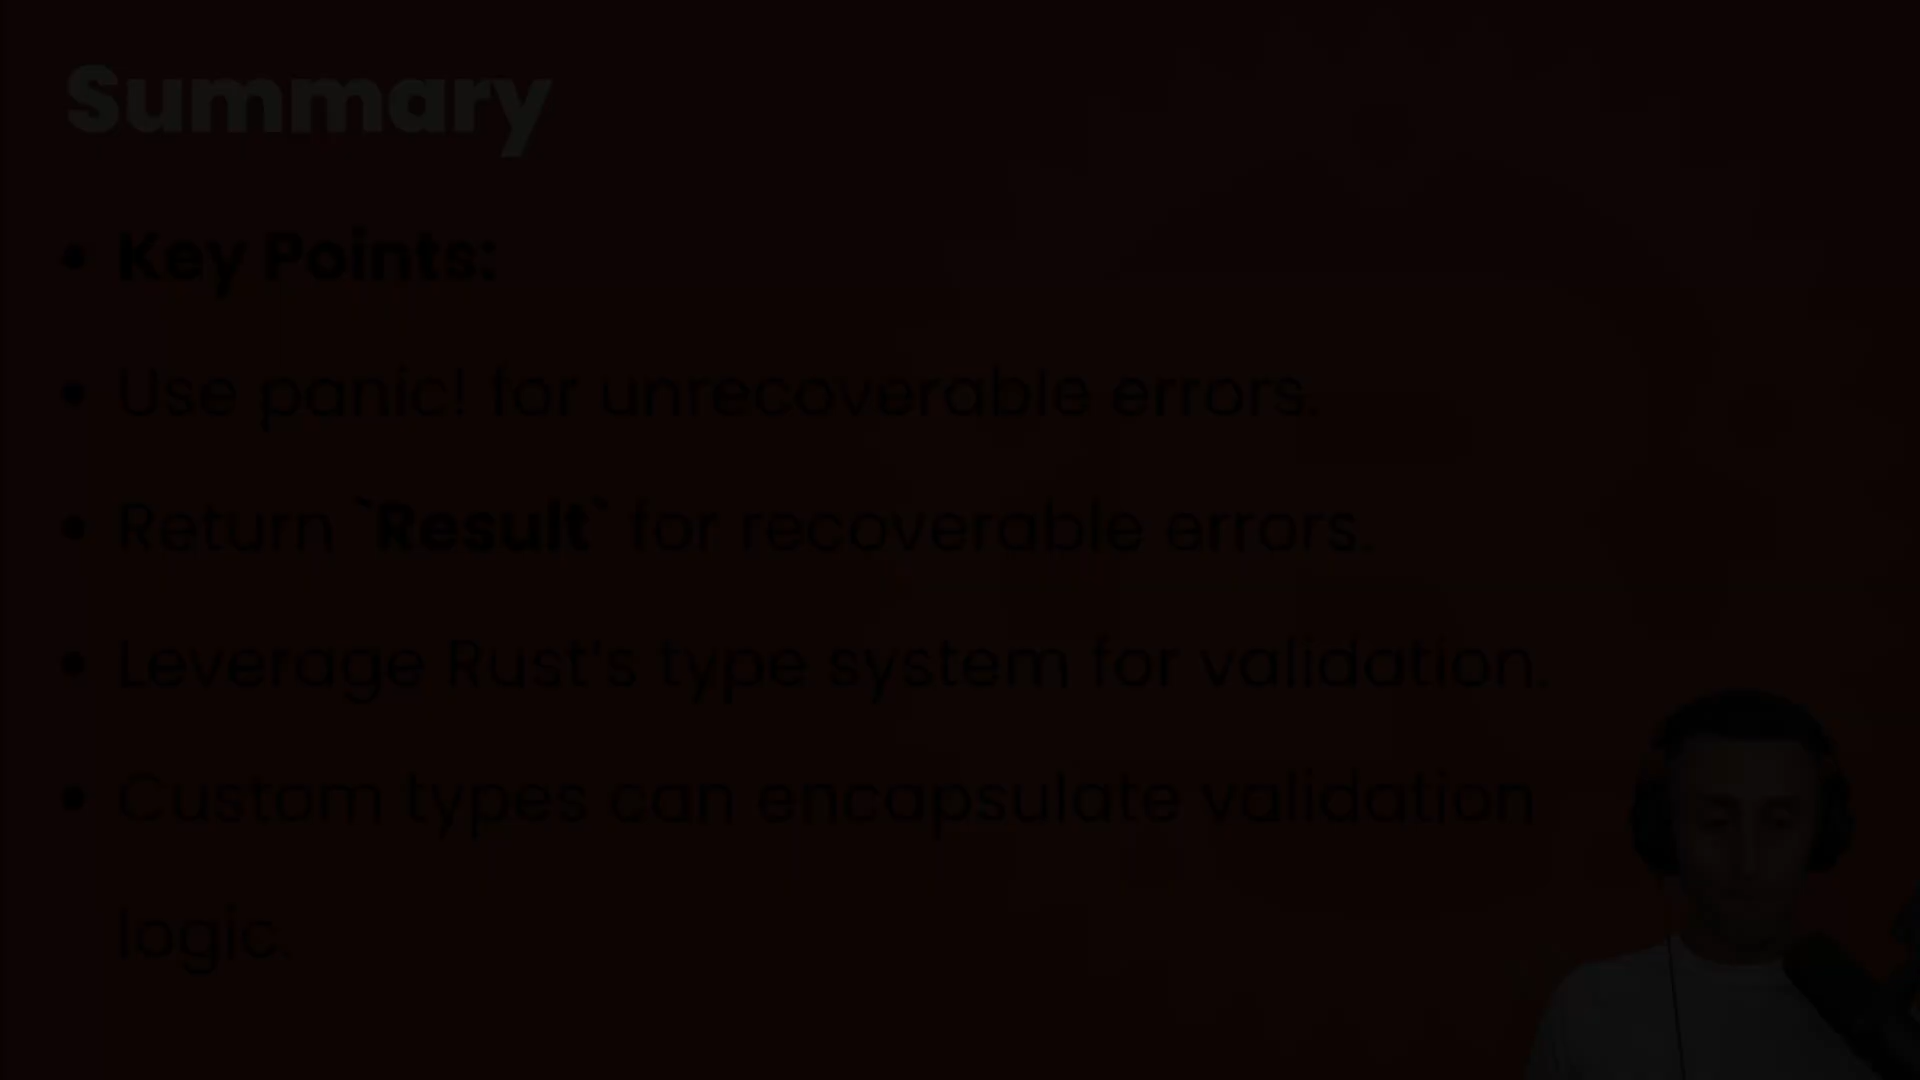 Summary
• Key Points:
• Use panic! for unrecoverable errors.
• Return `Result` for recoverable errors.
• Leverage Rust's type system for validation.
• Custom types can encapsulate validation
logic.